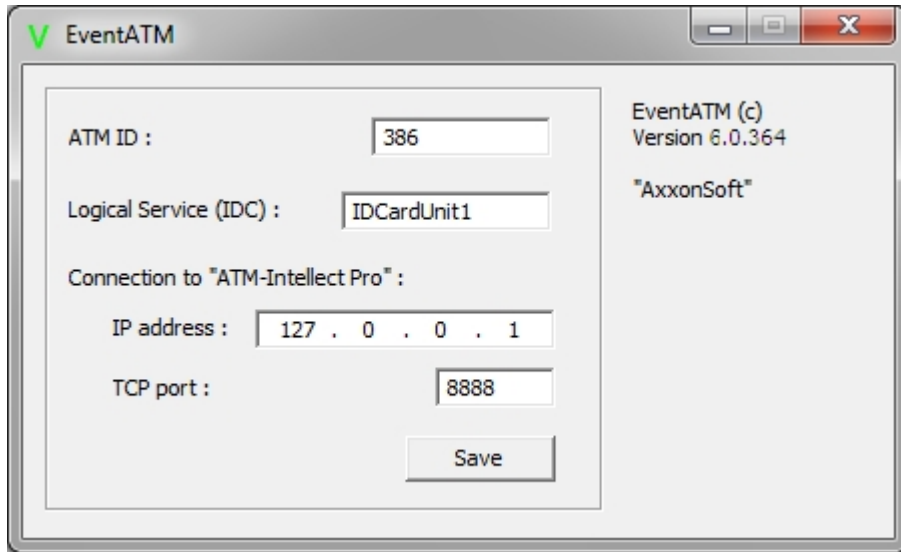 EventATM
ATM ID : 386
Logical Service (IDC) : IDCardUnit1
Connection to "ATM-Intellect Pro" :
IP address : 127 . 0 . 0 . 1
TCP port : 8888
Save
EventATM (c)
Version 6.0.364
"AxxonSoft"